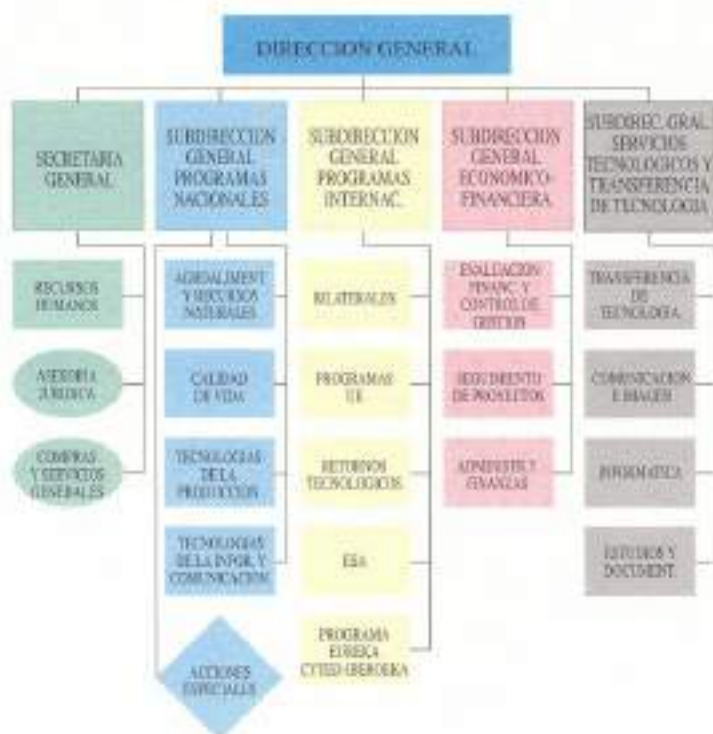 DIRECCION GENERAL
SECRETARIA
GENERAL
SUBDIRECCION
GENERAL
PROGRAMAS
NACIONALES
SUBDIRECCION
GENERAL
PROGRAMAS
INTERNAC.
SUBDIRECCION
GENERAL
ECONOMICO-
FINANCIERA
SUBDIREC. GRAL.
SERVICIOS
TECNOLOGICOS Y
TRANSFERENCIA
DE TECNOLOGIA
RECURSOS
HUMANOS
ASESORIA
JURIDICA
COMPRAS
Y SERVICIOS
GENERALES
AGROALIMENT.
Y RECURSOS
NATURALES
CALIDAD
DE VIDA
TECNOLOGIAS
DE LA
PRODUCCION
TECNOLOGIAS
DE LA INFOR. Y
COMUNICACION
ACCIONES
ESPECIALES
BILATERALES
PROGRAMAS
UE
RETORNOS
TECNOLOGICOS
ESA
PROGRAMA
EUREKA
CYTED-IBEROEKA
EVALUACION
FINANC. Y
CONTROL DE
GESTION
SEGUIMIENTO
DE PROYECTOS
ADMINISTR. Y
FINANZAS
TRANSFERENCIA
DE
TECNOLOGIA
COMUNICACION
E IMAGEN
INFORMATICA
ESTUDIOS Y
DOCUMENT.